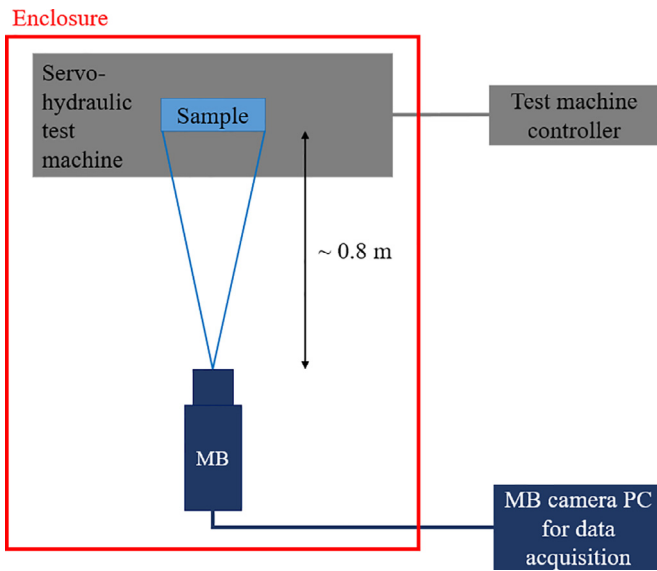 Enclosure
Servo-
hydraulic
test
machine
Sample
Test machine
controller
~ 0.8 m
MB
MB camera PC
for data
acquisition